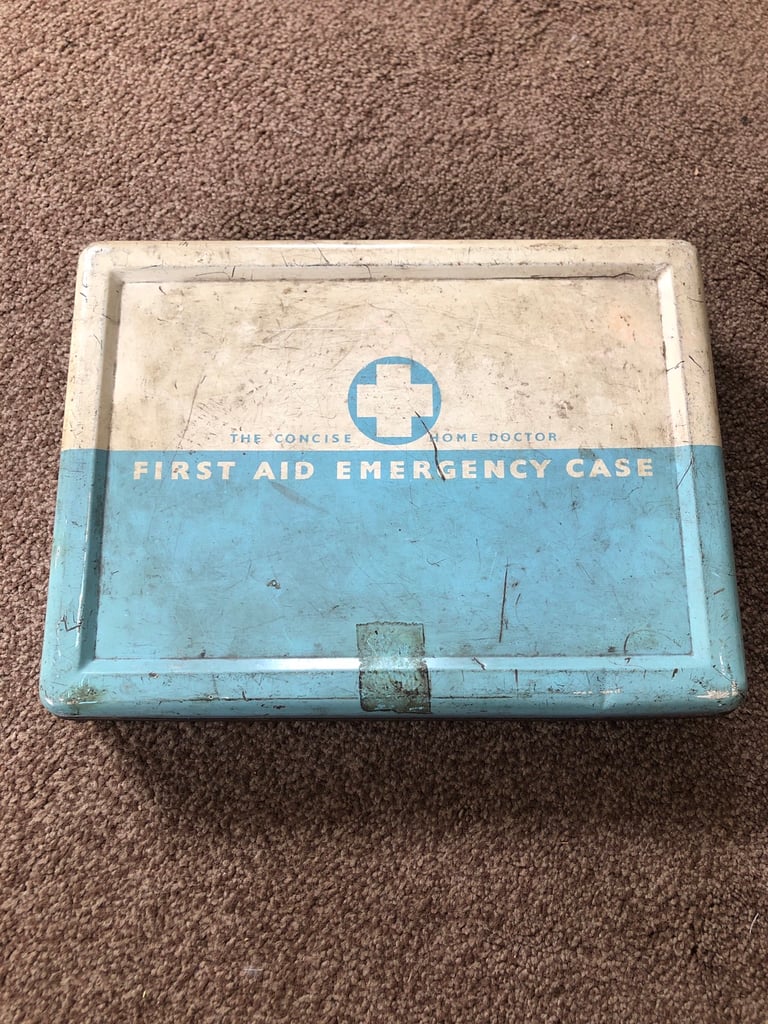 THE CONCISE HOME DOCTOR
FIRST AID EMERGENCY CASE